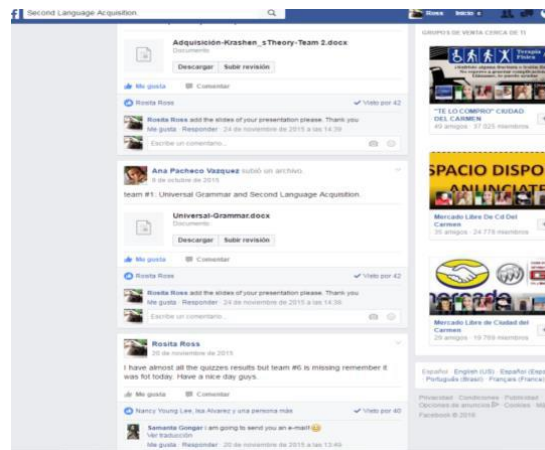 Second Language Acquisition
Ross Inicio
Adquisición-Krashen_sTheory-Team 2.docx
Documento
Descargar Subir revisión
Me gusta Comentar
Rosita Ross
Visto por 42
Rosita Ross add the slides of your presentation please. Thank you
Me gusta · Responder · 24 de noviembre de 2015 a las 14:39
Escribe un comentario...
Ana Pacheco Vazquez subió un archivo.
6 de octubre de 2015
team #1: Universal Grammar and Second Language Acquisition.
Universal-Grammar.docx
Documento
Descargar Subir revisión
Me gusta Comentar
Rosita Ross
Visto por 42
Rosita Ross add the slides of your presentation please. Thank you
Me gusta · Responder · 24 de noviembre de 2015 a las 14:38
Escribe un comentario...
Rosita Ross
20 de noviembre de 2015
I have almost all the quizzes results but team #6 is missing remember it
was fot today. Have a nice day guys.
Me gusta Comentar
Nancy Young Lee, Isa Alvarez y una persona más
Visto por 40
Samanta Gongar i am going to send you an e-mail!
Ver traducción
Me gusta · Responder · 20 de noviembre de 2015 a las 13:49
GRUPOS DE VENTA CERCA DE TI
Terapia
Física
"TE LO COMPRO" CIUDAD
DEL CARMEN
49 amigos · 37 025 miembros
SPACIO DISPO
ANUNCIATE
Mercado Libre De Cd Del
Carmen
35 amigos · 24 778 miembros
mercado
Mercado Libre de Ciudad del
Carmen
29 amigos · 19 769 miembros
Español · English (US) · Español (Espa
· Português (Brasil) · Français (France)
Privacidad · Condiciones · Publicidad
Opciones de anuncios · Cookies · Má
Facebook © 2016